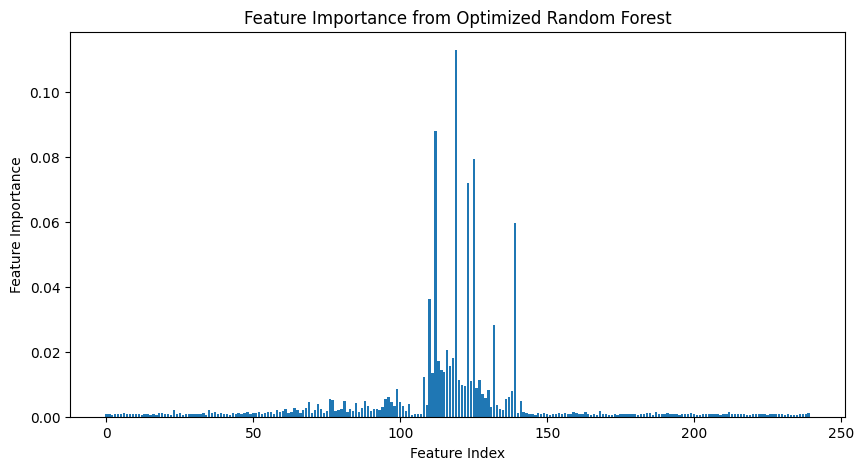 Feature Importance from Optimized Random Forest
Feature Importance
0.10
0.08
0.06
0.04
0.02
0.00
0 50 100 150 200 250
Feature Index